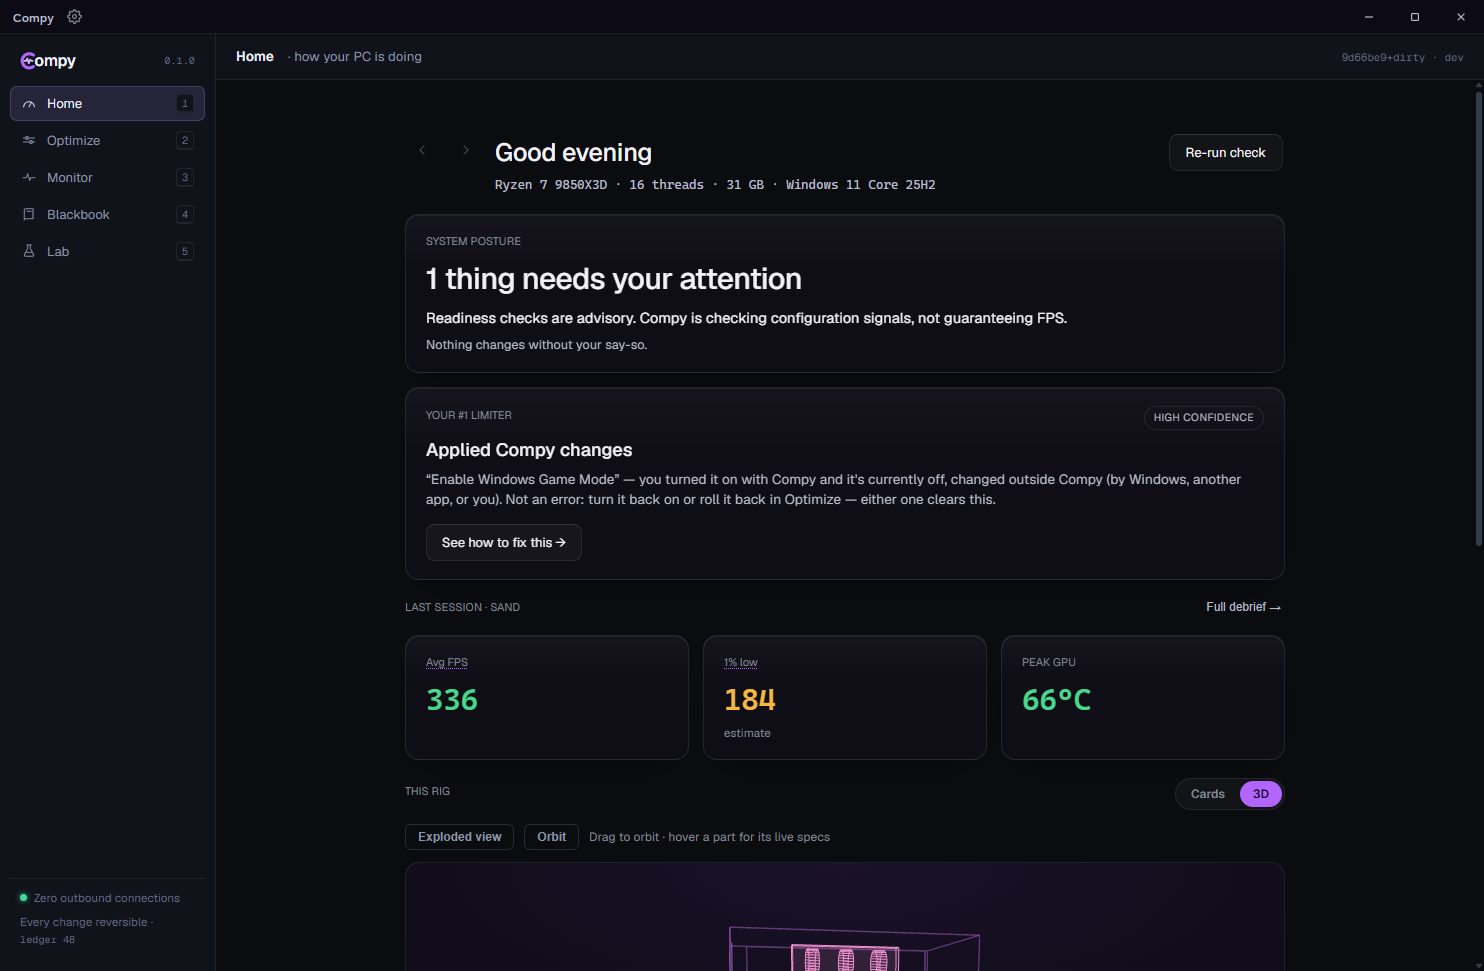 Compy
Compy
0.1.0
Home
· how your PC is doing
9d66be9+dirty · dev
Home
1
Optimize
2
Monitor
3
Blackbook
4
Lab
5
Good evening
Ryzen 7 9850X3D · 16 threads · 31 GB · Windows 11 Core 25H2
Re-run check
SYSTEM POSTURE
1 thing needs your attention
Readiness checks are advisory. Compy is checking configuration signals, not guaranteeing FPS.
Nothing changes without your say-so.
YOUR #1 LIMITER
HIGH CONFIDENCE
Applied Compy changes
“Enable Windows Game Mode” — you turned it on with Compy and it's currently off, changed outside Compy (by Windows, another
app, or you). Not an error: turn it back on or roll it back in Optimize — either one clears this.
See how to fix this →
LAST SESSION · SAND
Full debrief →
Avg FPS
336
1% low
184
estimate
PEAK GPU
66°C
THIS RIG
Cards
3D
Exploded view
Orbit
Drag to orbit · hover a part for its live specs
Zero outbound connections
Every change reversible ·
ledger 48